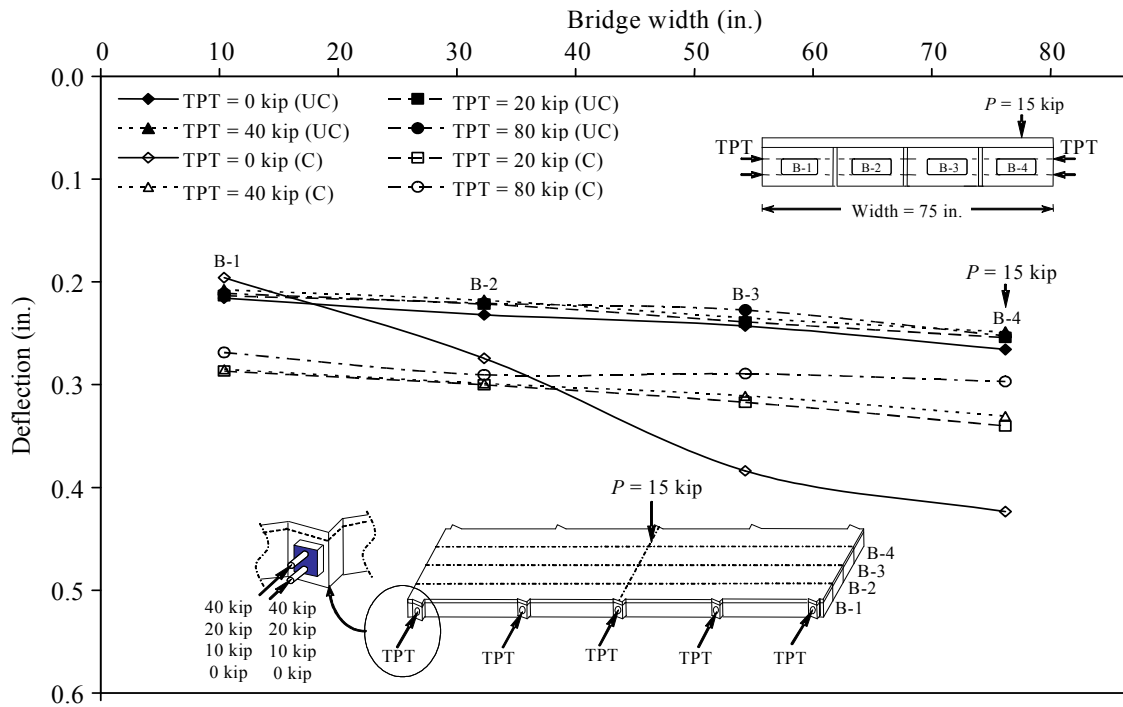 Bridge width (in.)
0 10 20 30 40 50 60 70 80
0.0
0.1
0.2
0.3
0.4
0.5
0.6
Deflection (in.)
TPT = 0 kip (UC)
TPT = 20 kip (UC)
TPT = 40 kip (UC)
TPT = 80 kip (UC)
TPT = 0 kip (C)
TPT = 20 kip (C)
TPT = 40 kip (C)
TPT = 80 kip (C)
P = 15 kip
TPT
TPT
B-1 B-2 B-3 B-4
Width = 75 in.
B-1
B-2
B-3
P = 15 kip
B-4
P = 15 kip
B-4
B-3
B-2
B-1
40 kip 40 kip
20 kip 20 kip
10 kip 10 kip
0 kip 0 kip
TPT TPT TPT TPT TPT